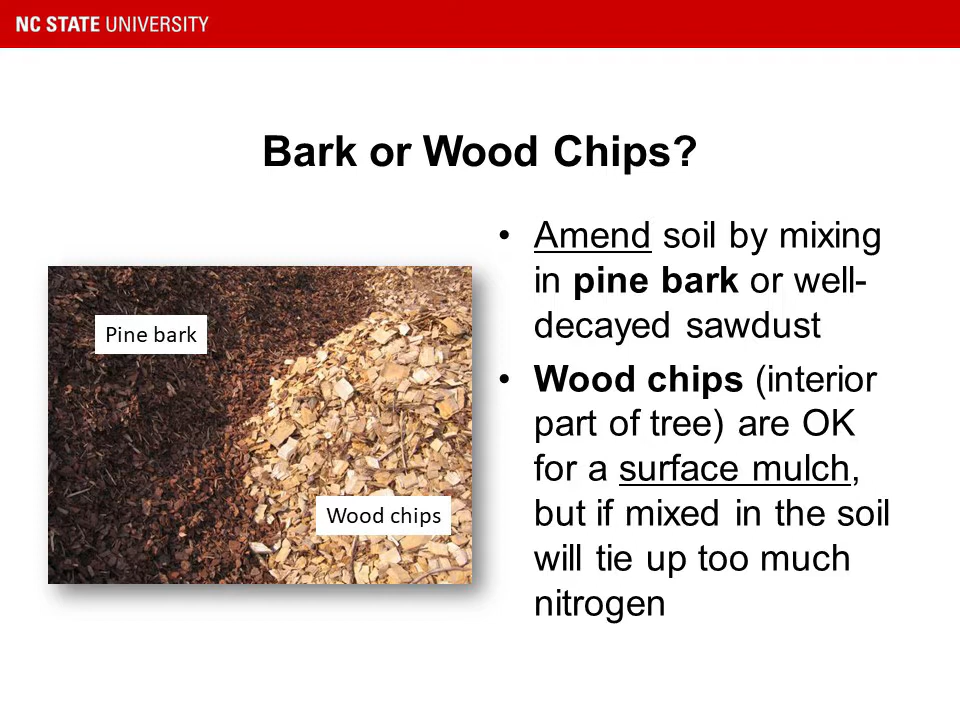 NC STATE UNIVERSITY
Bark or Wood Chips?
• Amend soil by mixing
in pine bark or well-
decayed sawdust
• Wood chips (interior
part of tree) are OK
for a surface mulch,
but if mixed in the soil
will tie up too much
nitrogen
Pine bark
Wood chips